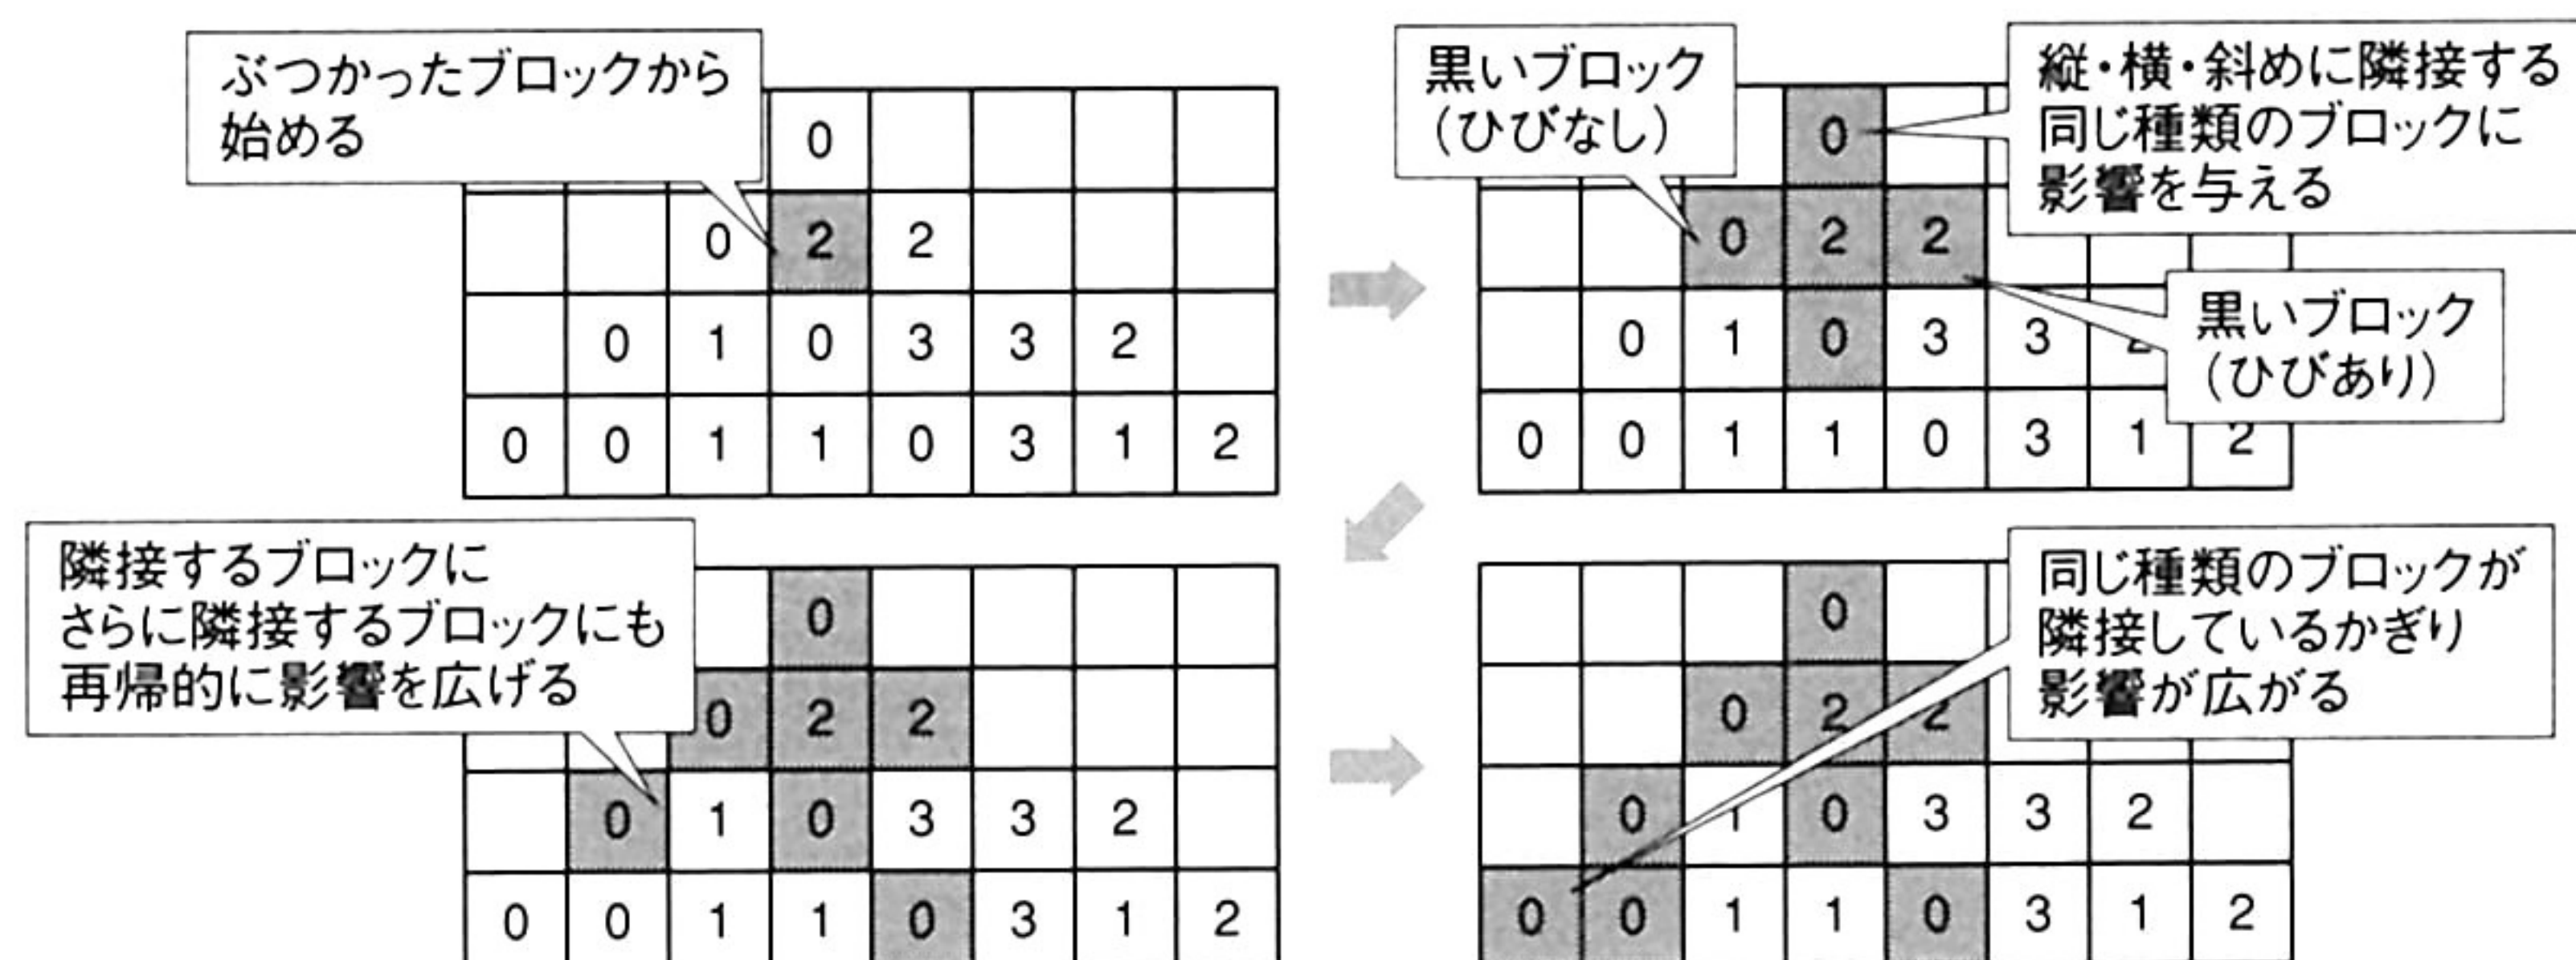 ぶつかったブロックから
始める
0
0 2 2
0 1 0 3 3 2
0 0 1 1 0 3 1 2
黒いブロック
(ひびなし)
縦・横・斜めに隣接する
同じ種類のブロックに
影響を与える
0
0 2 2
黒いブロック
(ひびあり)
0 1 0 3 3 2
0 0 1 1 0 3 1 2
隣接するブロックに
さらに隣接するブロックにも
再帰的に影響を広げる
0
0 2 2
0 1 0 3 3 2
0 0 1 1 0 3 1 2
同じ種類のブロックが
隣接しているかぎり
影響が広がる
0
0 2 2
0 1 0 3 3 2
0 0 1 1 0 3 1 2